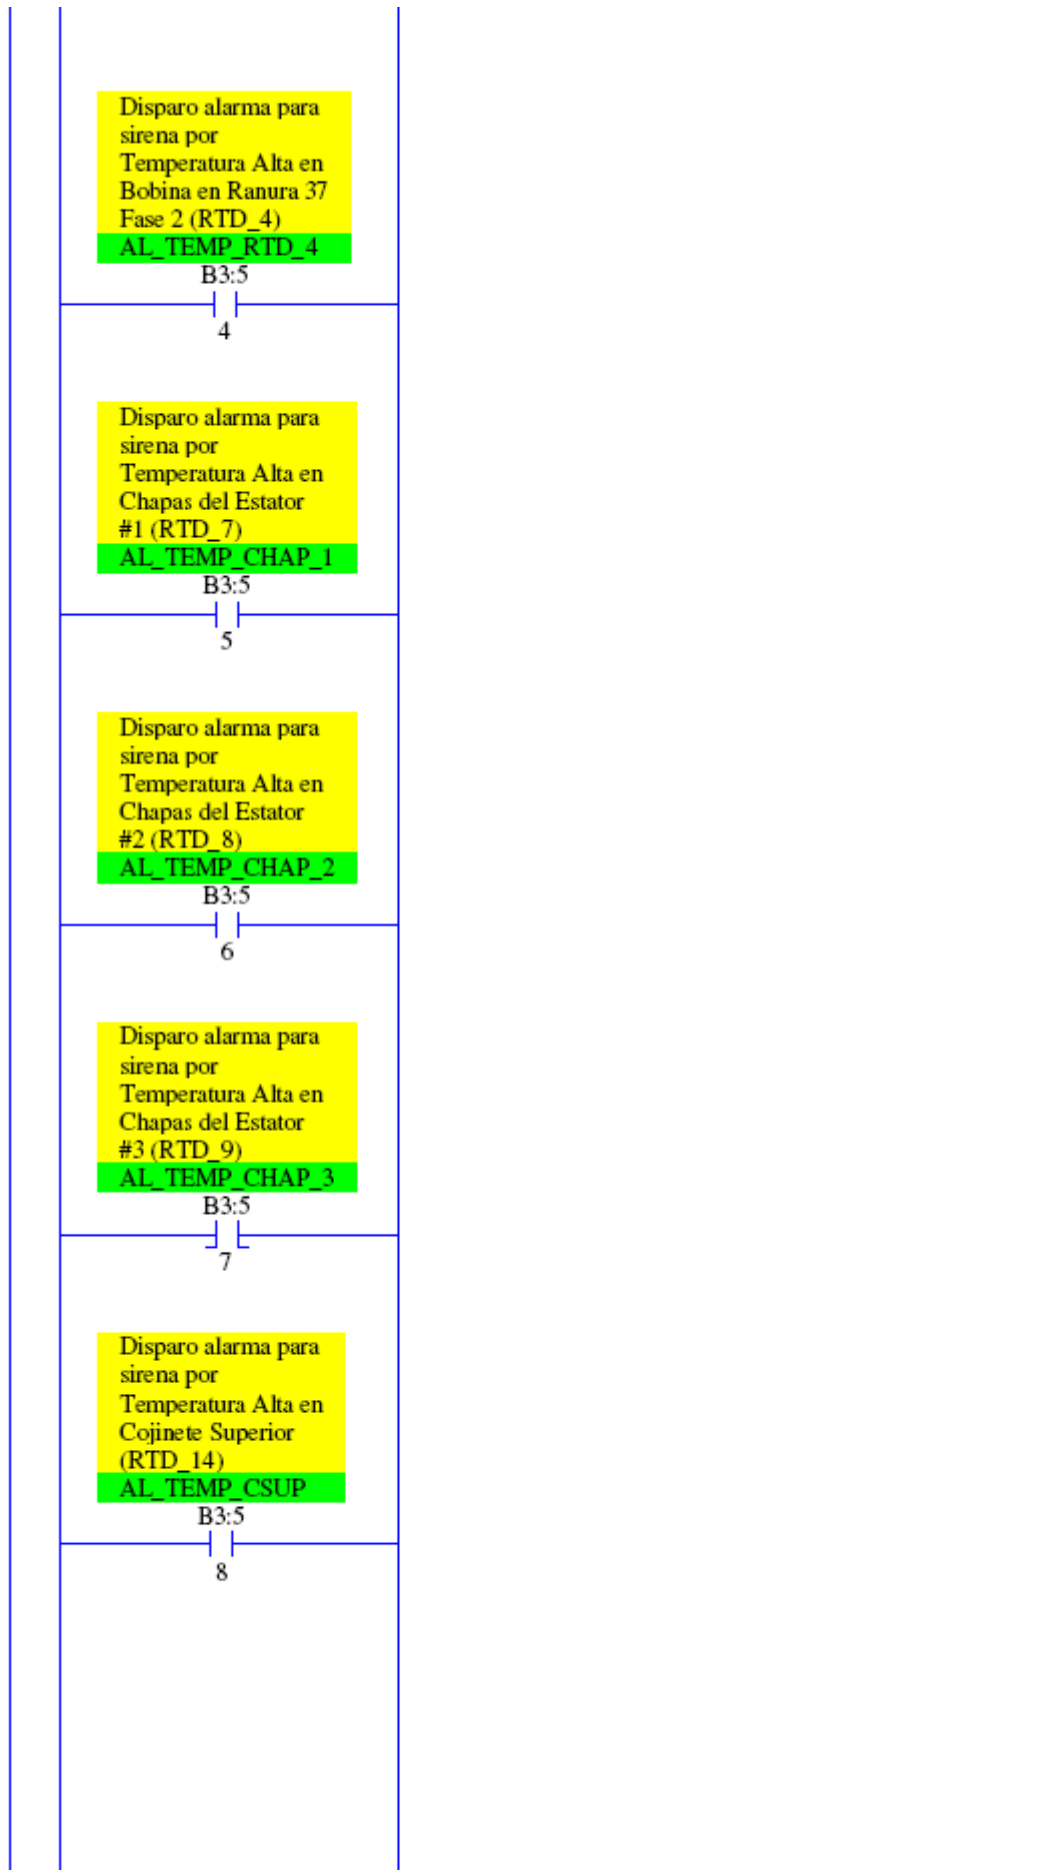 Disparo alarma para
sirena por
Temperatura Alta en
Bobina en Ranura 37
Fase 2 (RTD_4)
AL_TEMP_RTD_4
B3:5
4
Disparo alarma para
sirena por
Temperatura Alta en
Chapas del Estator
#1 (RTD_7)
AL_TEMP_CHAP_1
B3:5
5
Disparo alarma para
sirena por
Temperatura Alta en
Chapas del Estator
#2 (RTD_8)
AL_TEMP_CHAP_2
B3:5
6
Disparo alarma para
sirena por
Temperatura Alta en
Chapas del Estator
#3 (RTD_9)
AL_TEMP_CHAP_3
B3:5
7
Disparo alarma para
sirena por
Temperatura Alta en
Cojinete Superior
(RTD_14)
AL_TEMP_CSUP
B3:5
8